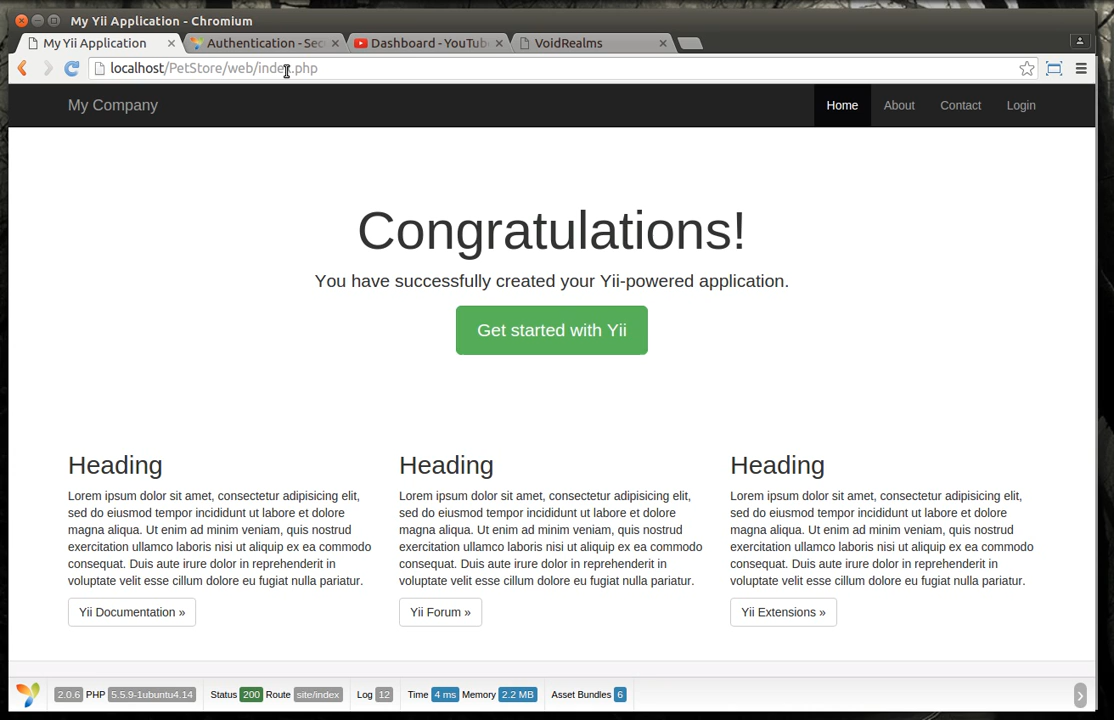 My Yii Application - Chromium
My Yii Application
Authentication - Sec
Dashboard - YouTub
VoidRealms
localhost/PetStore/web/index.php
My Company
Home
About
Contact
Login
Congratulations!
You have successfully created your Yii-powered application.
Get started with Yii
Heading
Lorem ipsum dolor sit amet, consectetur adipisicing elit,
sed do eiusmod tempor incididunt ut labore et dolore
magna aliqua. Ut enim ad minim veniam, quis nostrud
exercitation ullamco laboris nisi ut aliquip ex ea commodo
consequat. Duis aute irure dolor in reprehenderit in
voluptate velit esse cillum dolore eu fugiat nulla pariatur.
Yii Documentation »
Heading
Lorem ipsum dolor sit amet, consectetur adipisicing elit,
sed do eiusmod tempor incididunt ut labore et dolore
magna aliqua. Ut enim ad minim veniam, quis nostrud
exercitation ullamco laboris nisi ut aliquip ex ea commodo
consequat. Duis aute irure dolor in reprehenderit in
voluptate velit esse cillum dolore eu fugiat nulla pariatur.
Yii Forum »
Heading
Lorem ipsum dolor sit amet, consectetur adipisicing elit,
sed do eiusmod tempor incididunt ut labore et dolore
magna aliqua. Ut enim ad minim veniam, quis nostrud
exercitation ullamco laboris nisi ut aliquip ex ea commodo
consequat. Duis aute irure dolor in reprehenderit in
voluptate velit esse cillum dolore eu fugiat nulla pariatur.
Yii Extensions »
2.0.6 PHP 5.5.9-1ubuntu4.14 Status 200 Route site/index Log 12 Time 4 ms Memory 2.2 MB Asset Bundles 6